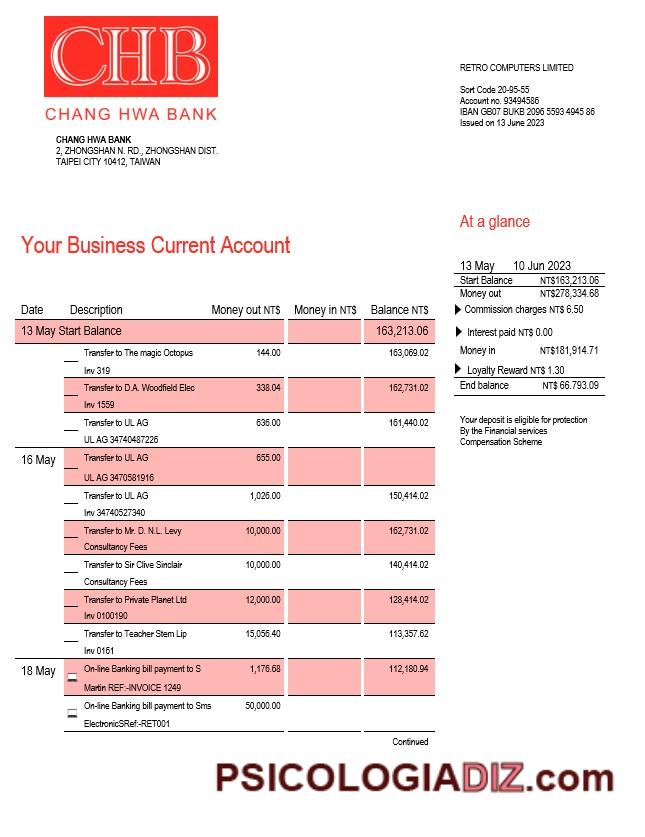 CHB
CHANG HWA BANK
CHANG HWA BANK
2, ZHONGSHAN N. RD., ZHONGSHAN DIST.
TAIPEI CITY 10412, TAIWAN
RETRO COMPUTERS LIMITED
Sort Code 20-95-55
Account no. 93494586
IBAN GB07 BUKB 2096 5593 4945 86
Issued on 13 June 2023
Your Business Current Account
At a glance
13 May 10 Jun 2023
Start Balance NT$163,213.06
Money out NT$278,334.68
Commission charges NT$ 6.50
Interest paid NT$ 0.00
Money in NT$181,914.71
Loyalty Reward NT$ 1.30
End balance NT$ 66.793.09
Your deposit is eligible for protection
By the Financial services
Compensation Scheme
Date Description Money out NT$ Money in NT$ Balance NT$
13 May Start Balance 163,213.06
Transfer to The magic Octopus 144.00 163,069.02
Inv 319
Transfer to D.A. Woodfield Elec 338.04 162,731.02
Inv 1559
Transfer to UL AG 636.00 161,440.02
UL AG 34740487226
16 May Transfer to UL AG 655.00
UL AG 3470581916
Transfer to UL AG 1,026.00 150,414.02
Inv 34740527340
Transfer to Mr. D. N.L. Levy 10,000.00 162,731.02
Consultancy Fees
Transfer to Sir Clive Sinclair 10,000.00 140,414.02
Consultancy Fees
Transfer to Private Planet Ltd 12,000.00 128,414.02
Inv 0100190
Transfer to Teacher Stem Lip 15,056.40 113,357.62
Inv 0161
18 May On-line Banking bill payment to S 1,176.68 112,180.94
Martin REF:-INVOICE 1249
On-line Banking bill payment to Sms 50,000.00
ElectronicSRef:-RET001
Continued
PSICOLOGIADIZ.com